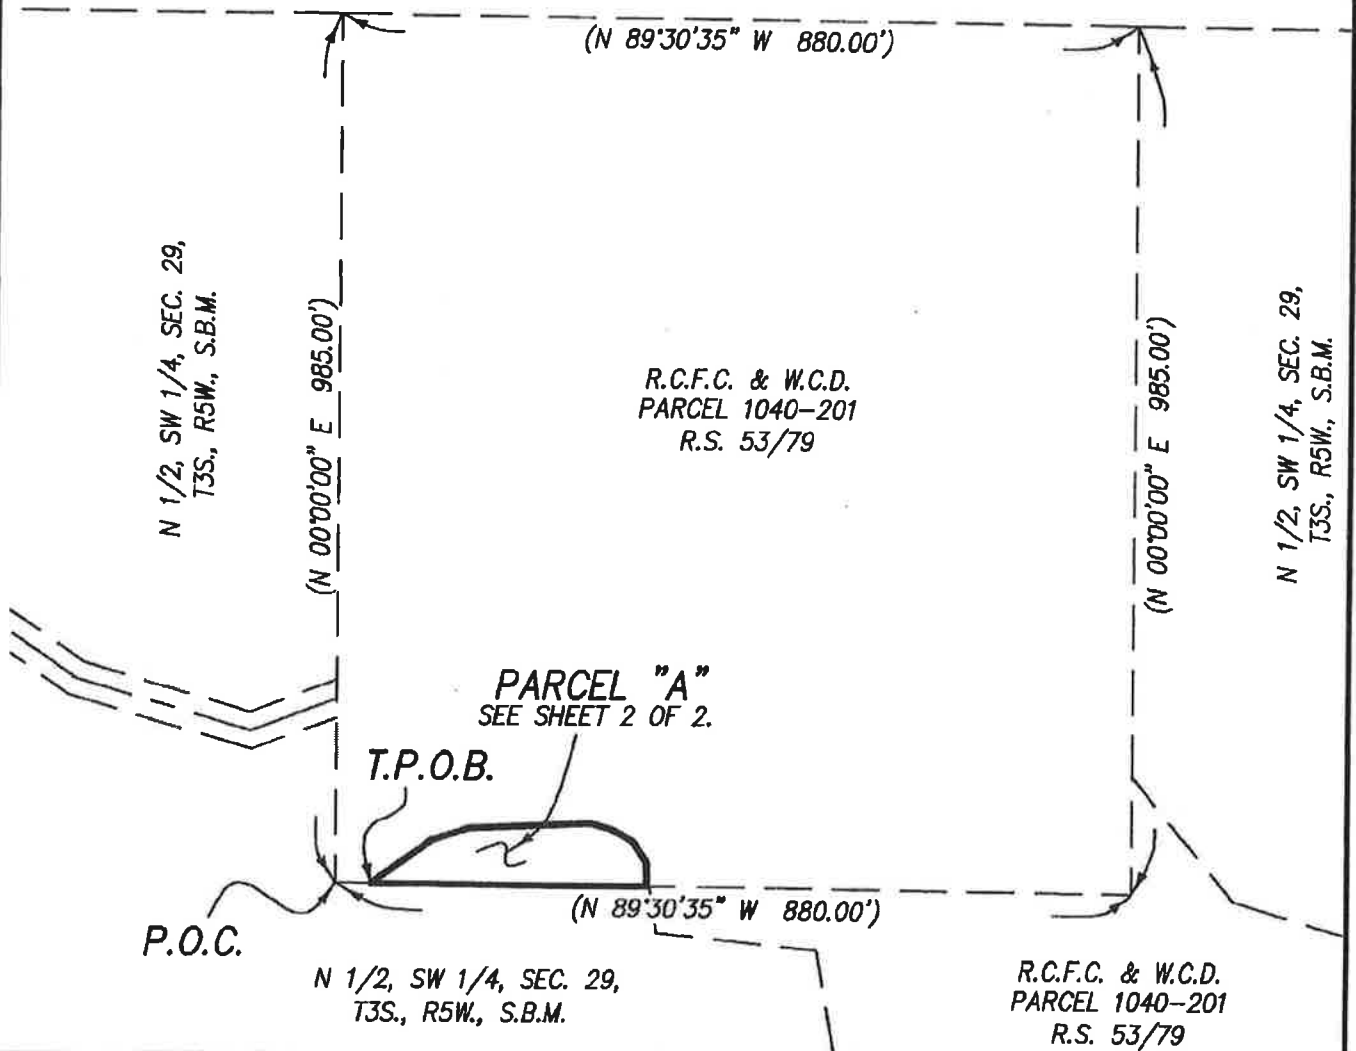 (N 89°30'35" W 880.00')
N 1/2, SW 1/4, SEC. 29,
T3S., R5W., S.B.M.
(N 00°00'00" E 985.00')
R.C.F.C. & W.C.D.
PARCEL 1040-201
R.S. 53/79
(N 00°00'00" E 985.00')
N 1/2, SW 1/4, SEC. 29,
T3S., R5W., S.B.M.
PARCEL "A"
SEE SHEET 2 OF 2.
T.P.O.B.
P.O.C.
(N 89°30'35" W 880.00')
N 1/2, SW 1/4, SEC. 29,
T3S., R5W., S.B.M.
R.C.F.C. & W.C.D.
PARCEL 1040-201
R.S. 53/79